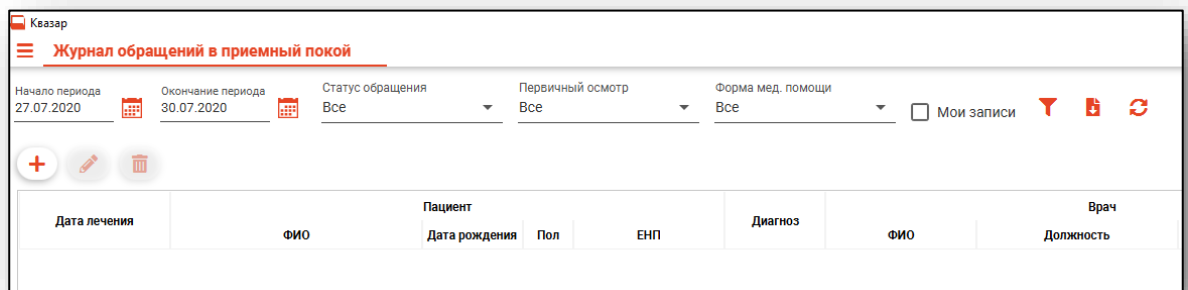 Квазар
Журнал обращений в приемный покой
Начало периода Окончание периода Статус обращения Первичный осмотр Форма мед. помощи
27.07.2020 30.07.2020 Все Все Все Мои записи
Пациент Врач
Дата лечения Диагноз
ФИО Дата рождения Пол ЕНП ФИО Должность